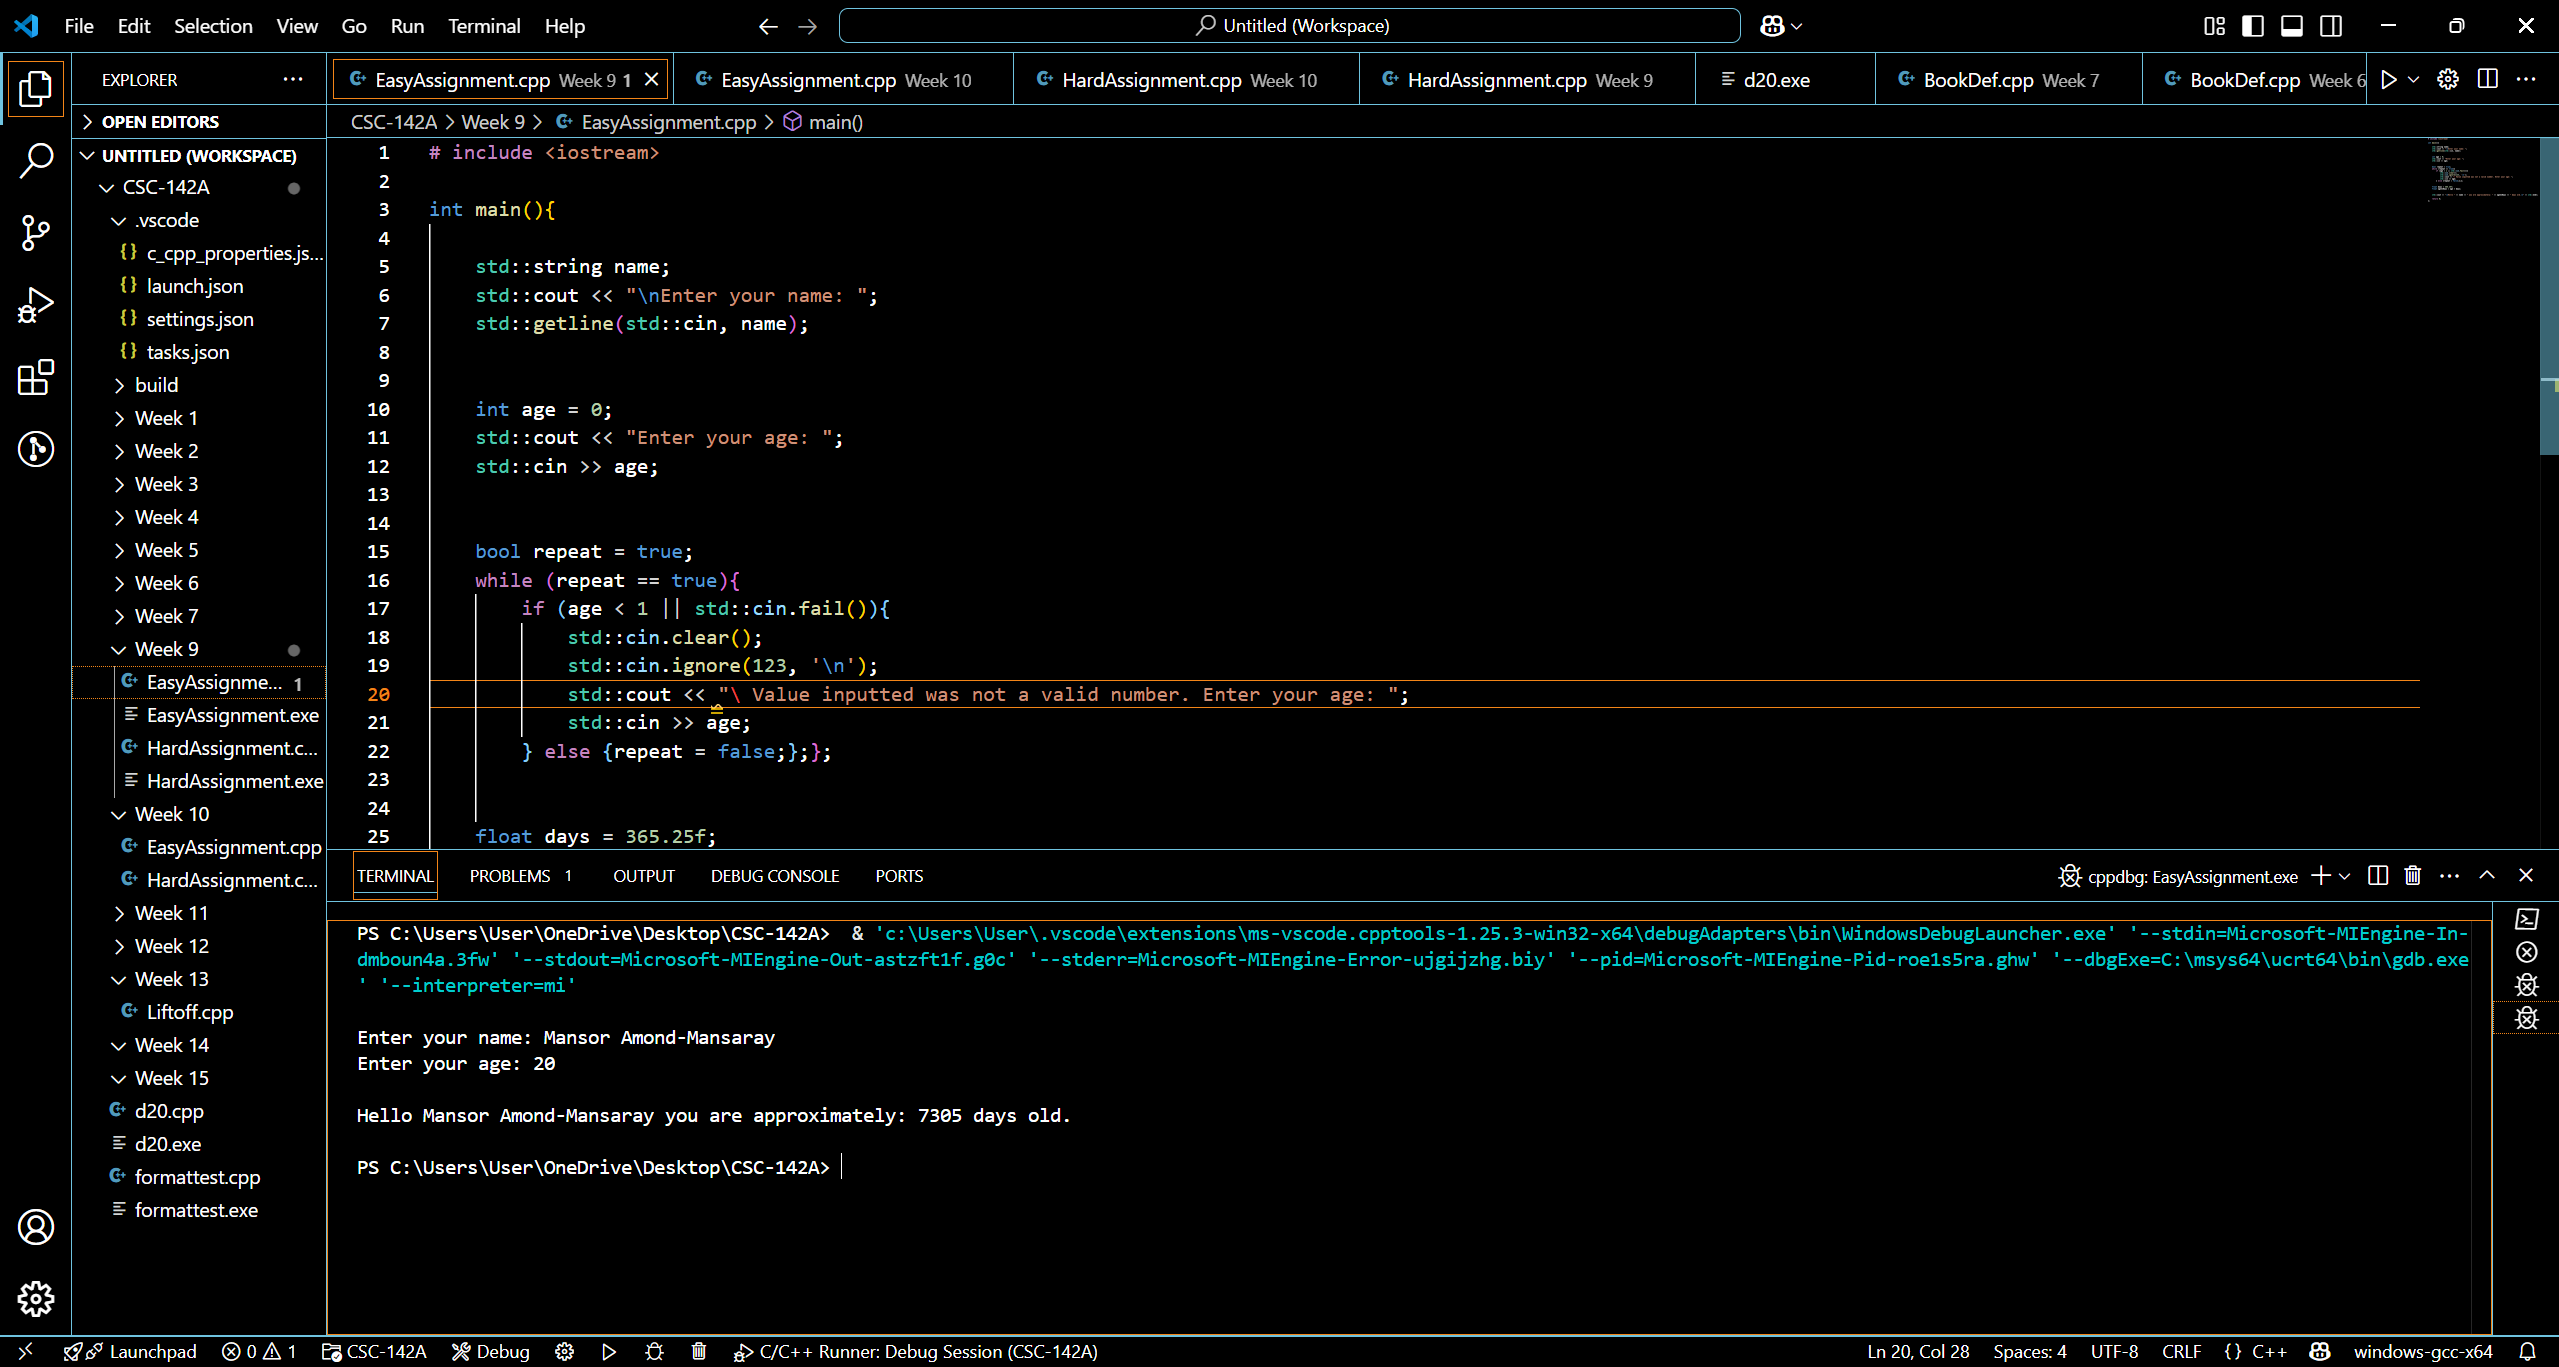 File Edit Selection View Go Run Terminal Help
Untitled (Workspace)
EXPLORER
EasyAssignment.cpp Week 9 1
EasyAssignment.cpp Week 10
HardAssignment.cpp Week 10
HardAssignment.cpp Week 9
d20.exe
BookDef.cpp Week 7
BookDef.cpp Week 6
OPEN EDITORS
UNTITLED (WORKSPACE)
CSC-142A
.vscode
c_cpp_properties.js...
launch.json
settings.json
tasks.json
build
Week 1
Week 2
Week 3
Week 4
Week 5
Week 6
Week 7
Week 9
EasyAssignme... 1
EasyAssignment.exe
HardAssignment.c...
HardAssignment.exe
Week 10
EasyAssignment.cpp
HardAssignment.c...
Week 11
Week 12
Week 13
Liftoff.cpp
Week 14
Week 15
d20.cpp
d20.exe
formattest.cpp
formattest.exe
CSC-142A > Week 9 > EasyAssignment.cpp > main()
1 # include <iostream>
2
3 int main(){
4
5 std::string name;
6 std::cout << "\nEnter your name: ";
7 std::getline(std::cin, name);
8
9
10 int age = 0;
11 std::cout << "Enter your age: ";
12 std::cin >> age;
13
14
15 bool repeat = true;
16 while (repeat == true){
17 if (age < 1 || std::cin.fail()){
18 std::cin.clear();
19 std::cin.ignore(123, '\n');
20 std::cout << "\ Value inputted was not a valid number. Enter your age: ";
21 std::cin >> age;
22 } else {repeat = false;};};
23
24
25 float days = 365.25f;
TERMINAL PROBLEMS 1 OUTPUT DEBUG CONSOLE PORTS
cppdbg: EasyAssignment.exe
PS C:\Users\User\OneDrive\Desktop\CSC-142A> & 'c:\Users\User\.vscode\extensions\ms-vscode.cpptools-1.25.3-win32-x64\debugAdapters\bin\WindowsDebugLauncher.exe' '--stdin=Microsoft-MIEngine-In-
dmboun4a.3fw' '--stdout=Microsoft-MIEngine-Out-astzft1f.g0c' '--stderr=Microsoft-MIEngine-Error-ujgijzhg.biy' '--pid=Microsoft-MIEngine-Pid-roe1s5ra.ghw' '--dbgExe=C:\msys64\ucrt64\bin\gdb.exe
' '--interpreter=mi'
Enter your name: Mansor Amond-Mansaray
Enter your age: 20
Hello Mansor Amond-Mansaray you are approximately: 7305 days old.
PS C:\Users\User\OneDrive\Desktop\CSC-142A>
Launchpad 0 1 CSC-142A Debug C/C++ Runner: Debug Session (CSC-142A)
Ln 20, Col 28 Spaces: 4 UTF-8 CRLF {} C++ windows-gcc-x64